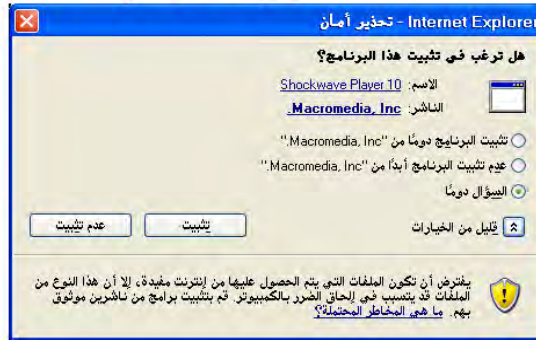 Internet Explorer - تحذير أمان
هل ترغب في تثبيت هذا البرنامج؟
الاسم: Shockwave Player 10
الناشر: Macromedia, Inc.
تثبيت البرنامج دومًا من "Macromedia, Inc."
عدم تثبيت البرنامج أبدًا من "Macromedia, Inc."
السؤال دومًا
قليل من الخيارات
تثبيت
عدم تثبيت
يفترض أن تكون الملفات التي يتم الحصول عليها من إنترنت مفيدة، إلا أن هذا النوع من
الملفات قد يتسبب في إلحاق الضرر بالكمبيوتر. قم بتثبيت برامج من ناشرين موثوق
بهم. ما هي المخاطر المحتملة؟